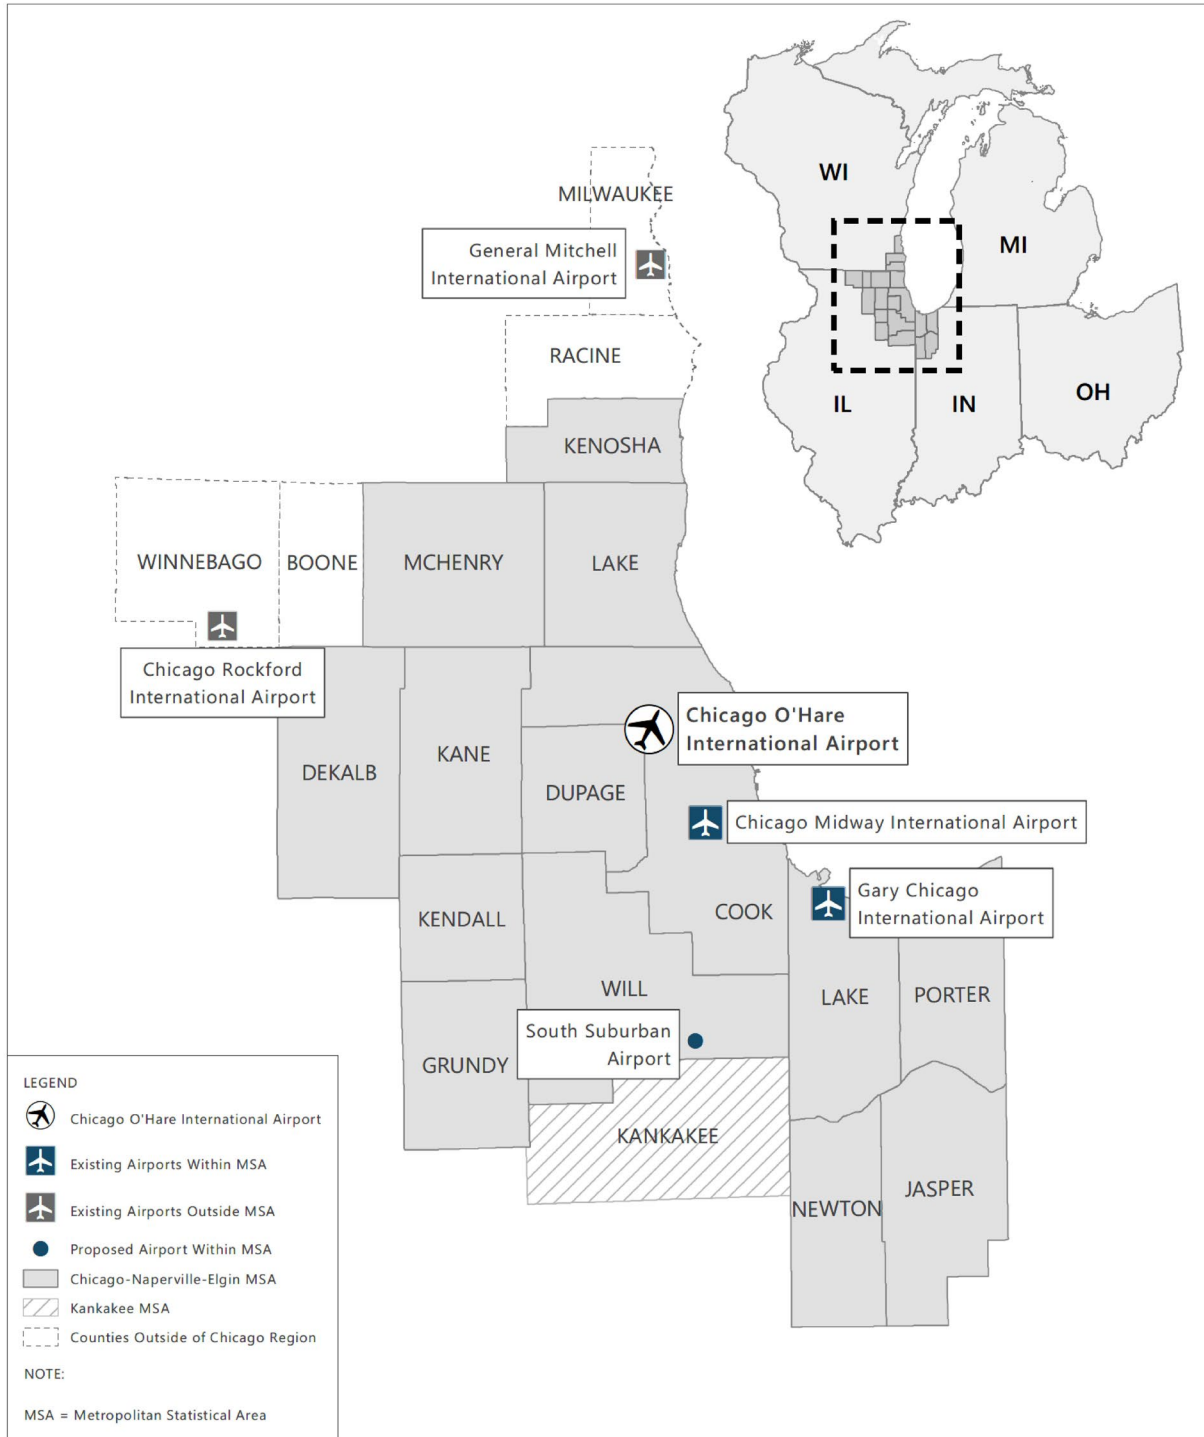 WI
MI
IL
IN
OH
MILWAUKEE
General Mitchell
International Airport
RACINE
KENOSHA
WINNEBAGO
BOONE
MCHENRY
LAKE
Chicago Rockford
International Airport
Chicago O'Hare
International Airport
DEKALB
KANE
DUPAGE
Chicago Midway International Airport
Gary Chicago
International Airport
KENDALL
COOK
WILL
LAKE
PORTER
South Suburban
Airport
GRUNDY
KANKAKEE
NEWTON
JASPER
LEGEND
Chicago O'Hare International Airport
Existing Airports Within MSA
Existing Airports Outside MSA
Proposed Airport Within MSA
Chicago-Naperville-Elgin MSA
Kankakee MSA
Counties Outside of Chicago Region
NOTE:
MSA = Metropolitan Statistical Area